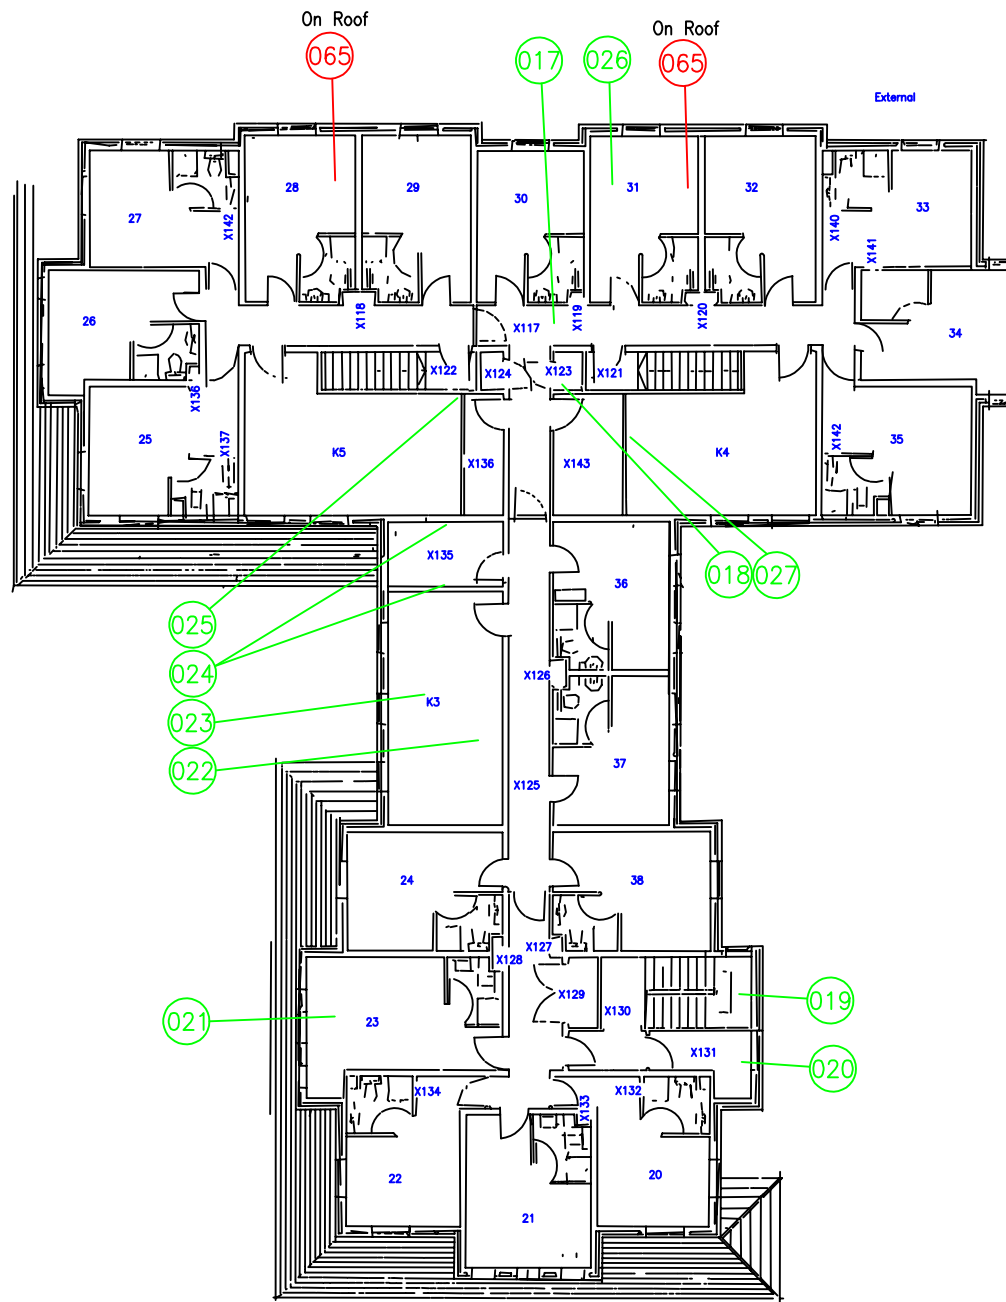 On Roof
On Roof
065
017
026
065
External
28
29
30
31
32
27
33
X142
X140
X141
26
34
X118
X117
X119
X120
X122
X124
X123
X121
X136
25
X137
K5
X136
X143
K4
X142
35
X135
36
018
027
025
024
X126
023
K3
022
X125
37
24
38
X127
X128
021
23
X129
X130
019
X131
020
X134
X133
X132
22
20
21